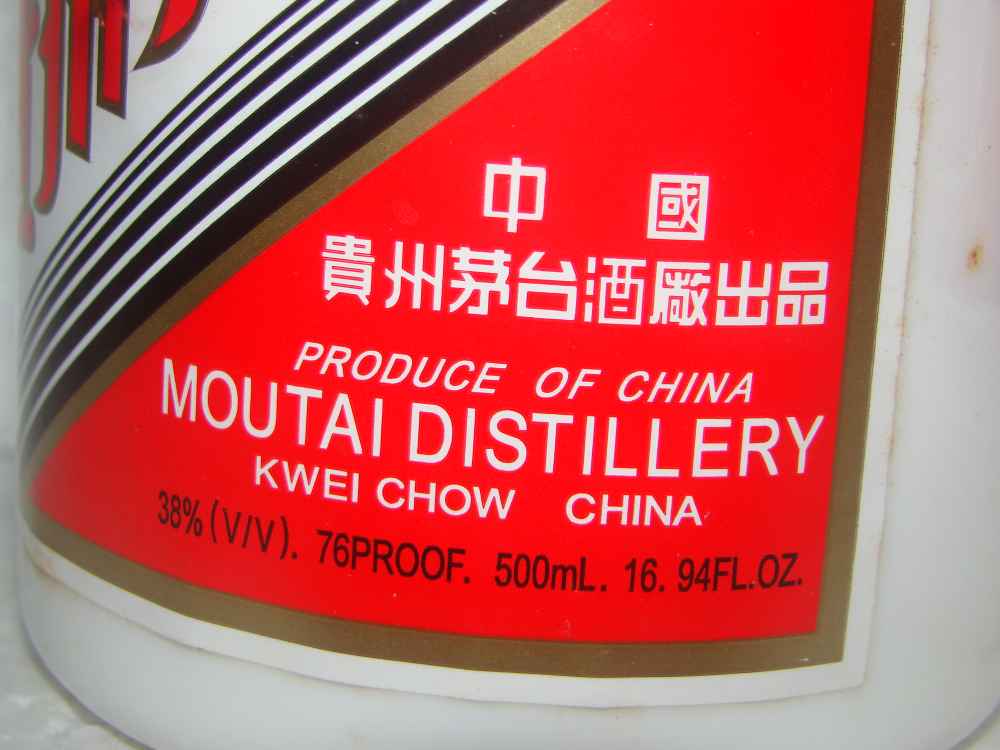 中 國
貴州茅台酒廠出品
PRODUCE OF CHINA
MOUTAI DISTILLERY
KWEI CHOW CHINA
38% (V/V). 76PROOF. 500mL. 16. 94FL.OZ.